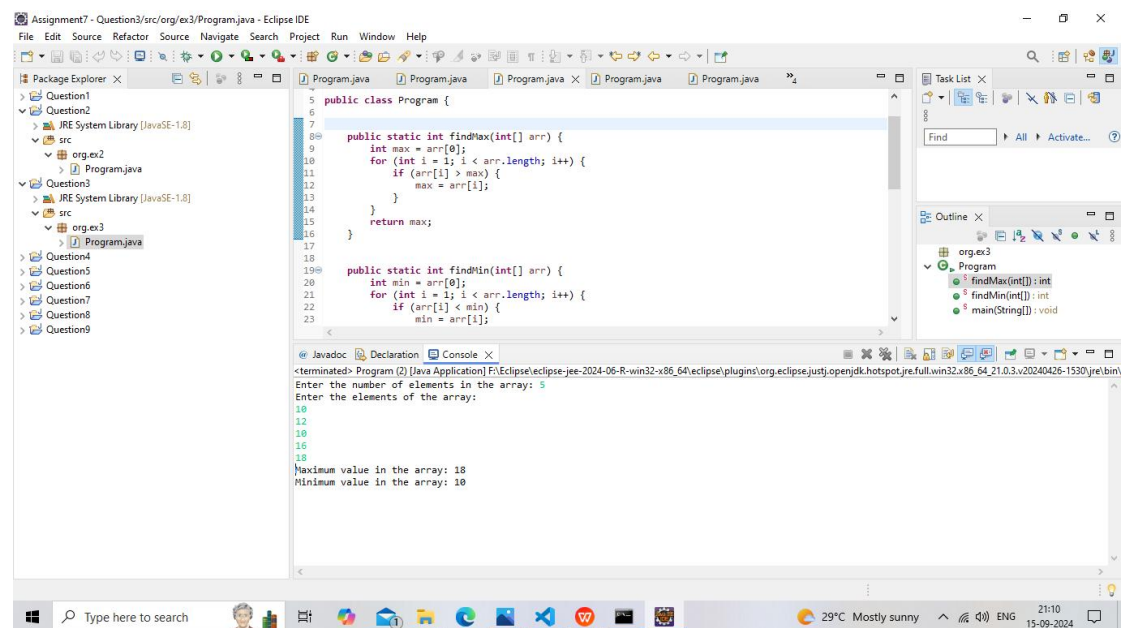 Assignment7 - Question3/src/org/ex3/Program.java - Eclipse IDE
File Edit Source Refactor Source Navigate Search Project Run Window Help
Package Explorer
Question1
Question2
JRE System Library [JavaSE-1.8]
src
org.ex2
Program.java
Question3
JRE System Library [JavaSE-1.8]
src
org.ex3
Program.java
Question4
Question5
Question6
Question7
Question8
Question9
Program.java Program.java Program.java Program.java Program.java »4
5 public class Program {
6
7
8 public static int findMax(int[] arr) {
9 int max = arr[0];
10 for (int i = 1; i < arr.length; i++) {
11 if (arr[i] > max) {
12 max = arr[i];
13 }
14 }
15 return max;
16 }
17
18
19 public static int findMin(int[] arr) {
20 int min = arr[0];
21 for (int i = 1; i < arr.length; i++) {
22 if (arr[i] < min) {
23 min = arr[i];
Task List
Find All Activate...
Outline
org.ex3
Program
findMax(int[]) : int
findMin(int[]) : int
main(String[]) : void
Javadoc Declaration Console
<terminated> Program (2) [Java Application] F:\Eclipse\eclipse-jee-2024-06-R-win32-x86_64\eclipse\plugins\org.eclipse.justj.openjdk.hotspot.jre.full.win32.x86_64_21.0.3.v20240426-1530\jre\bin\
Enter the number of elements in the array: 5
Enter the elements of the array:
10
12
10
16
18
Maximum value in the array: 18
Minimum value in the array: 10
Type here to search
29°C Mostly sunny
ENG
21:10
15-09-2024